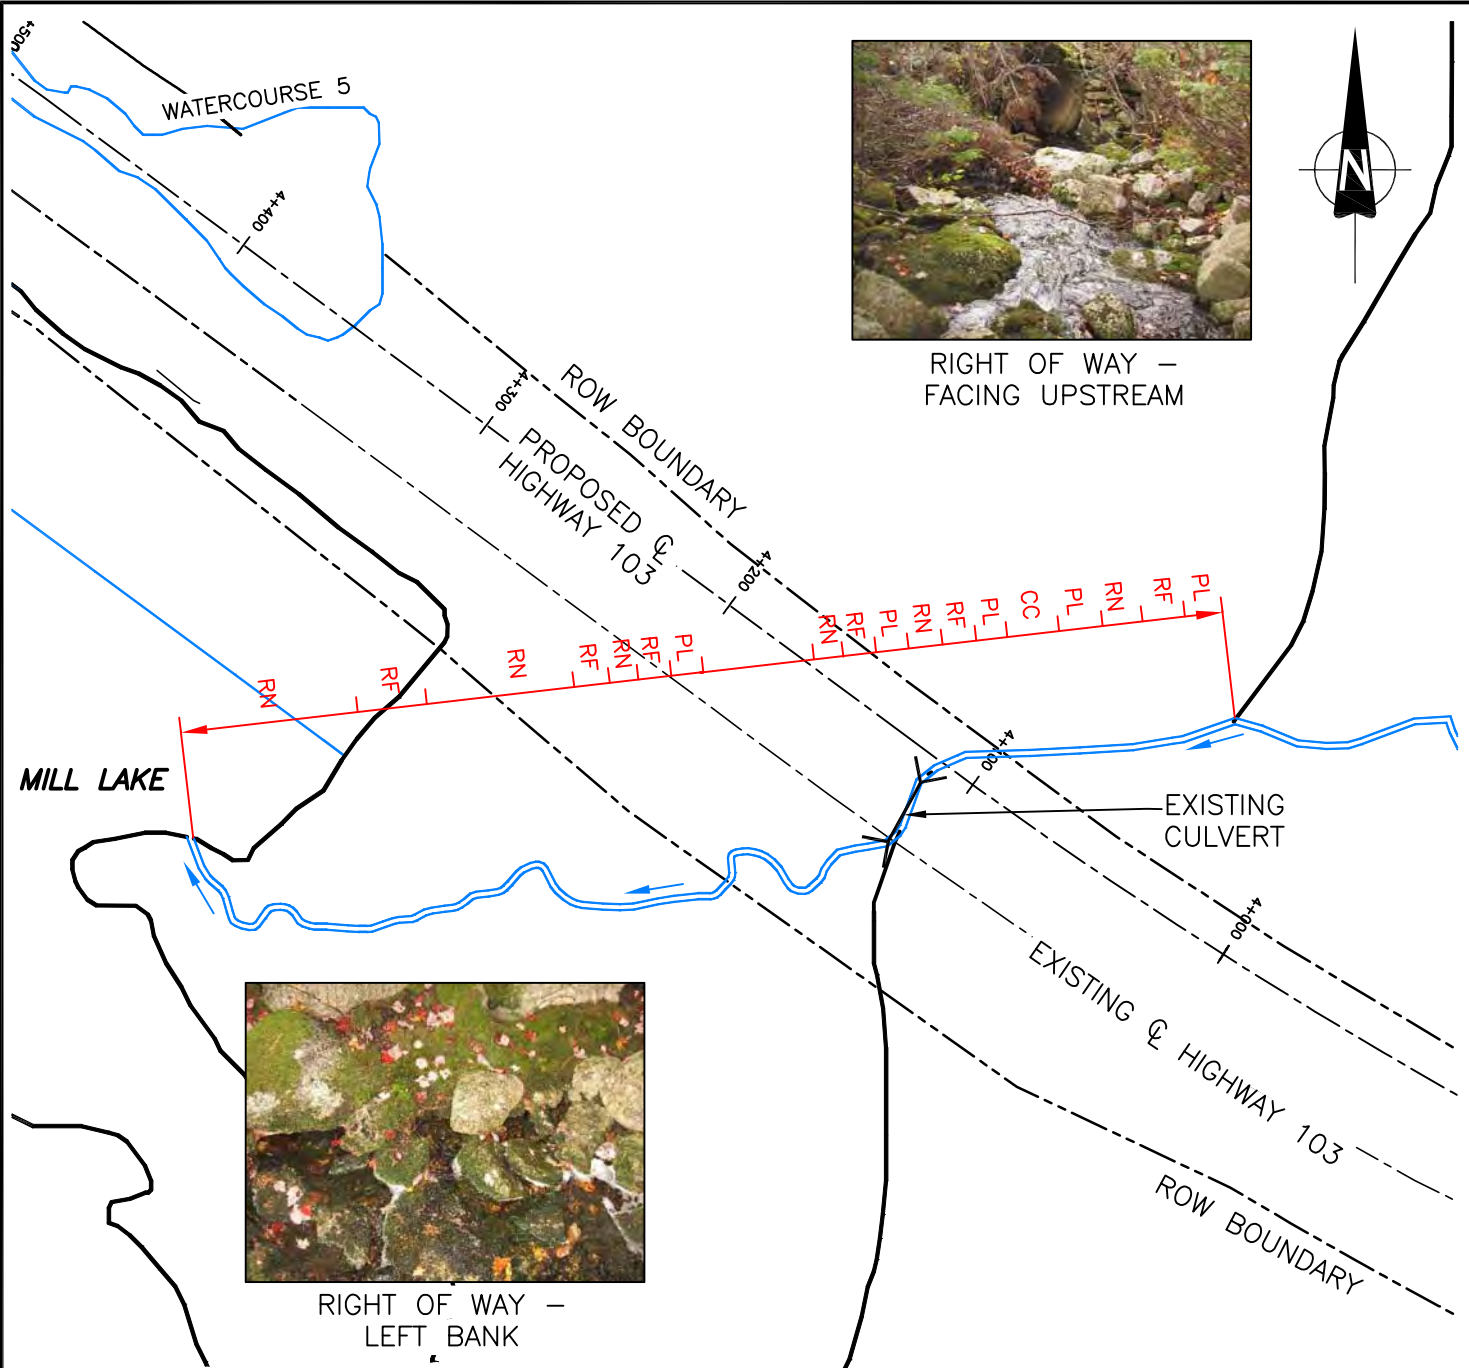 WATERCOURSE 5
N
RIGHT OF WAY –
FACING UPSTREAM
4+400
4+300
ROW BOUNDARY
PROPOSED ℄
HIGHWAY 103
4+200
RN
RF
RN
RF
RN
RF
PL
RN
RF
PL
RN
RF
PL
CC
PL
RN
RF
PL
MILL LAKE
4+100
EXISTING
CULVERT
4+000
EXISTING ℄ HIGHWAY 103
ROW BOUNDARY
RIGHT OF WAY –
LEFT BANK